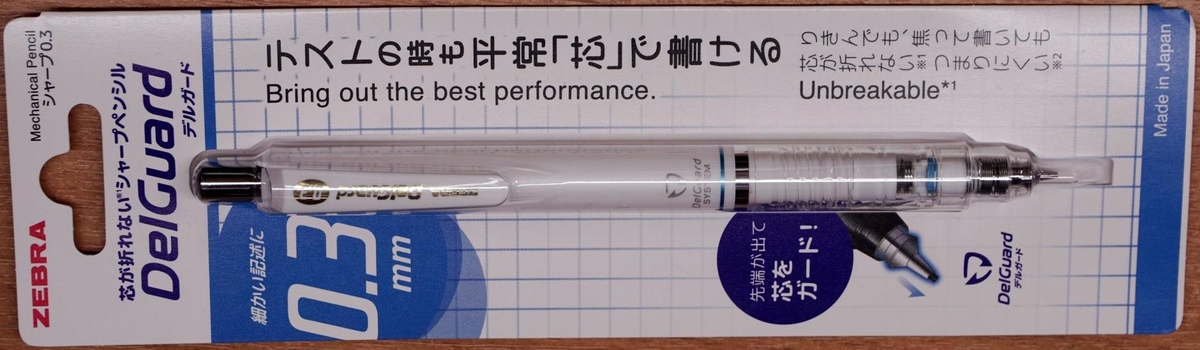 ZEBRA
Mechanical Pencil
シャープ0.3
芯が折れない※1シャープペンシル
DelGuard
デルガード
テストの時も平常「芯」で書ける
Bring out the best performance.
りきんでも、焦って書いても
芯が折れない※1つまりにくい※2
Unbreakable*1
Made in Japan
細かい記述に
0.3
mm
DelGuard
0.3
DelGuard
SYSTEM
先端が出て
芯を
ガード!
DelGuard
デルガード